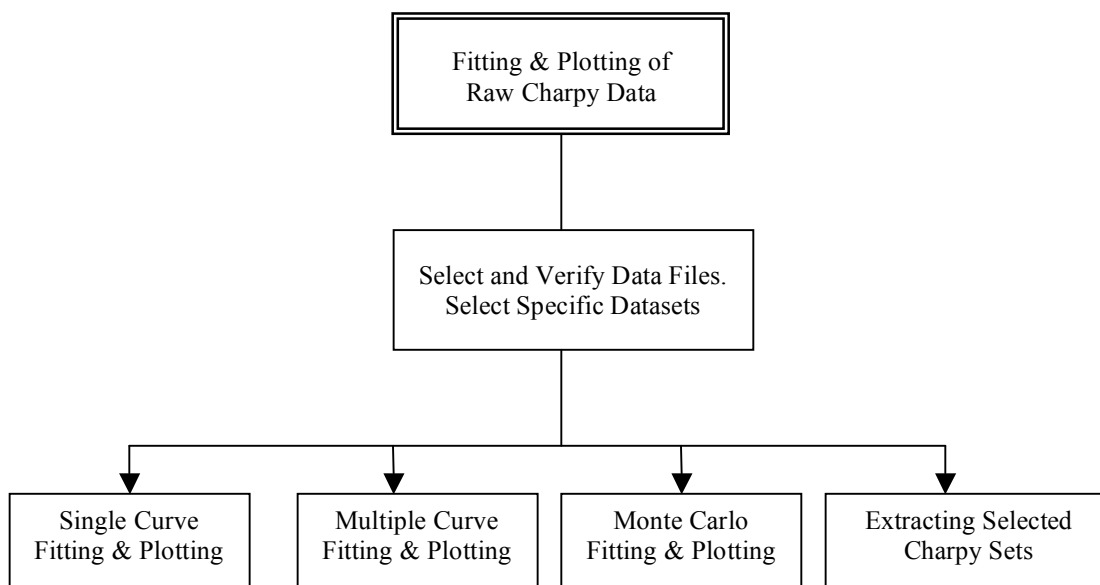 Fitting & Plotting of
Raw Charpy Data
Select and Verify Data Files.
Select Specific Datasets
Single Curve
Fitting & Plotting
Multiple Curve
Fitting & Plotting
Monte Carlo
Fitting & Plotting
Extracting Selected
Charpy Sets